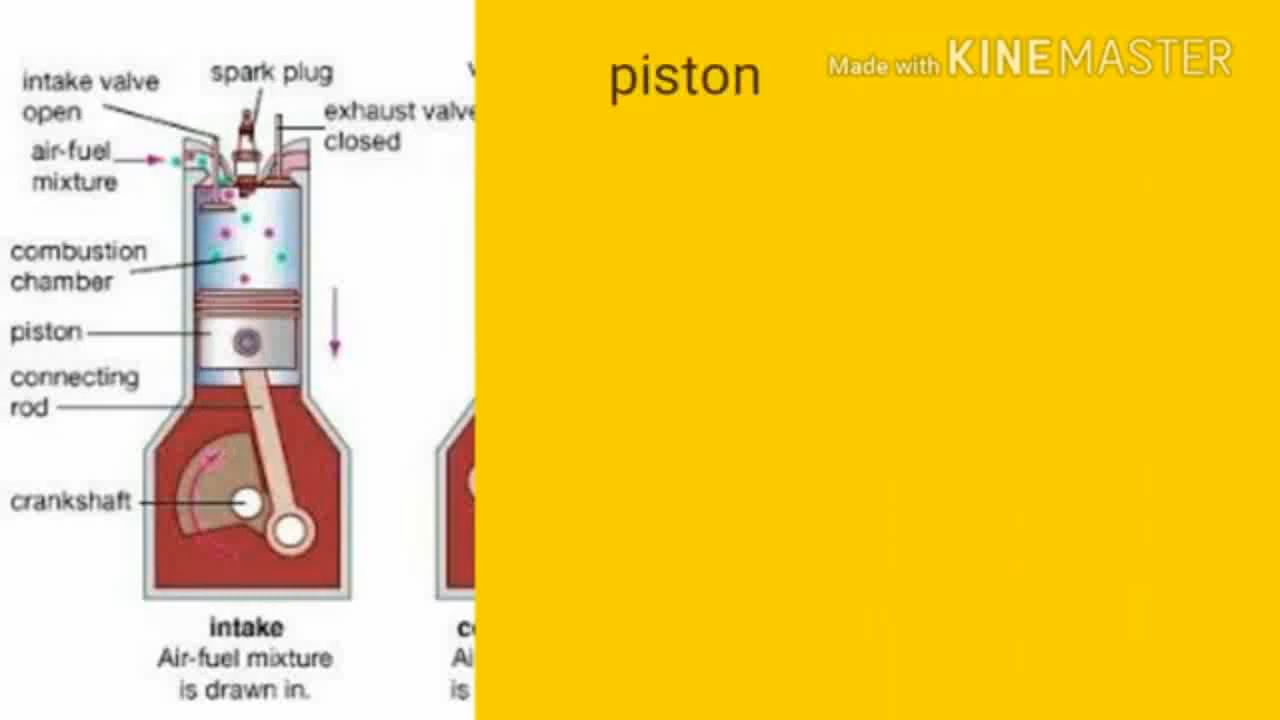 spark plug
intake valve
open
exhaust valve
closed
air-fuel
mixture
combustion
chamber
piston
connecting
rod
crankshaft
intake
Air-fuel mixture
is drawn in.
is
piston
Made with KINEMASTER